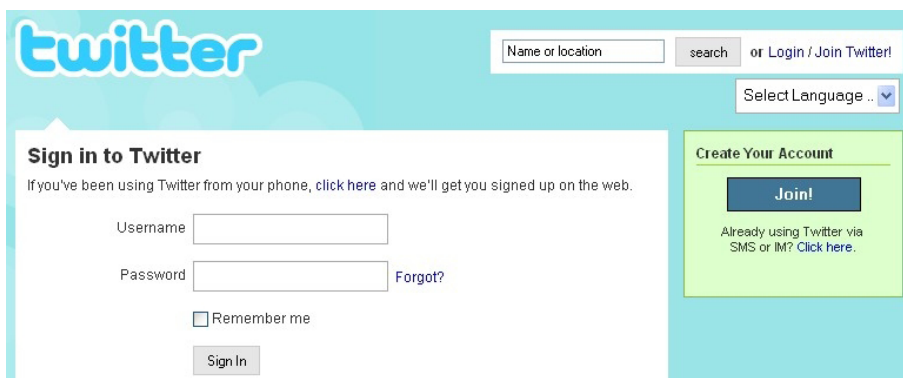 twitter
Name or location search or Login / Join Twitter!
Select Language ..
Sign in to Twitter
If you've been using Twitter from your phone, click here and we'll get you signed up on the web.
Username
Password Forgot?
Remember me
Sign In
Create Your Account
Join!
Already using Twitter via
SMS or IM? Click here.